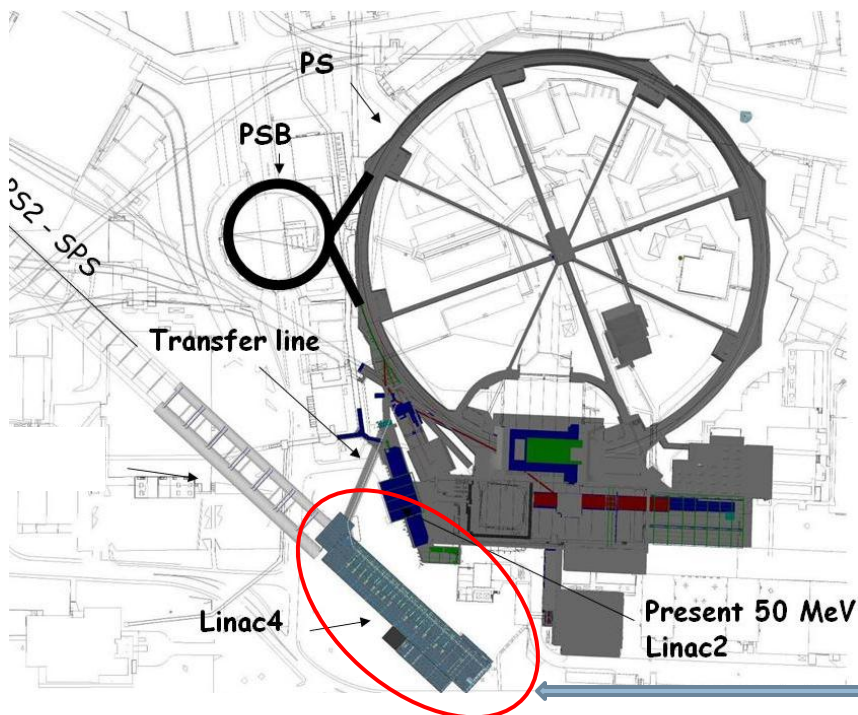 PS
PSB
PS2 - SPS
Transfer line
Linac4
Present 50 MeV
Linac2